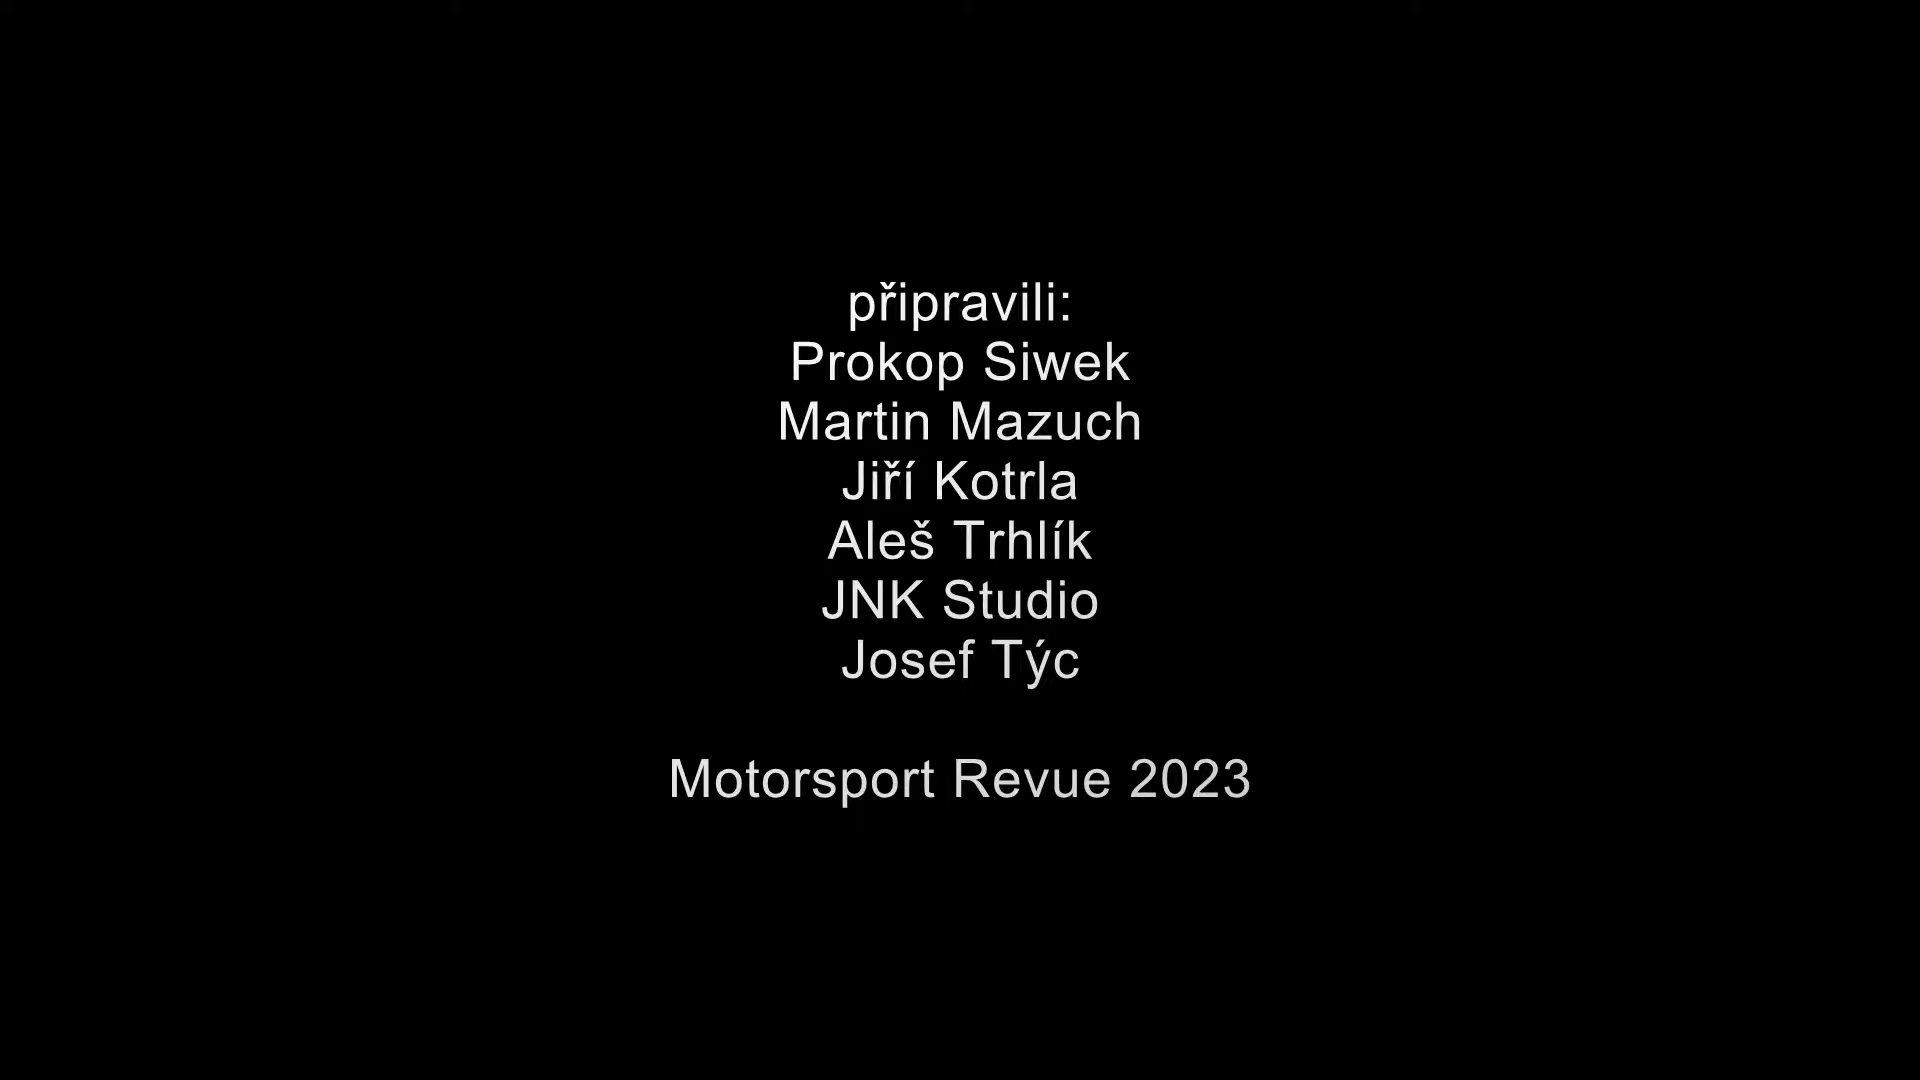 připravili:
Prokop Siwek
Martin Mazuch
Jiří Kotrla
Aleš Trhlík
JNK Studio
Josef Týc
Motorsport Revue 2023